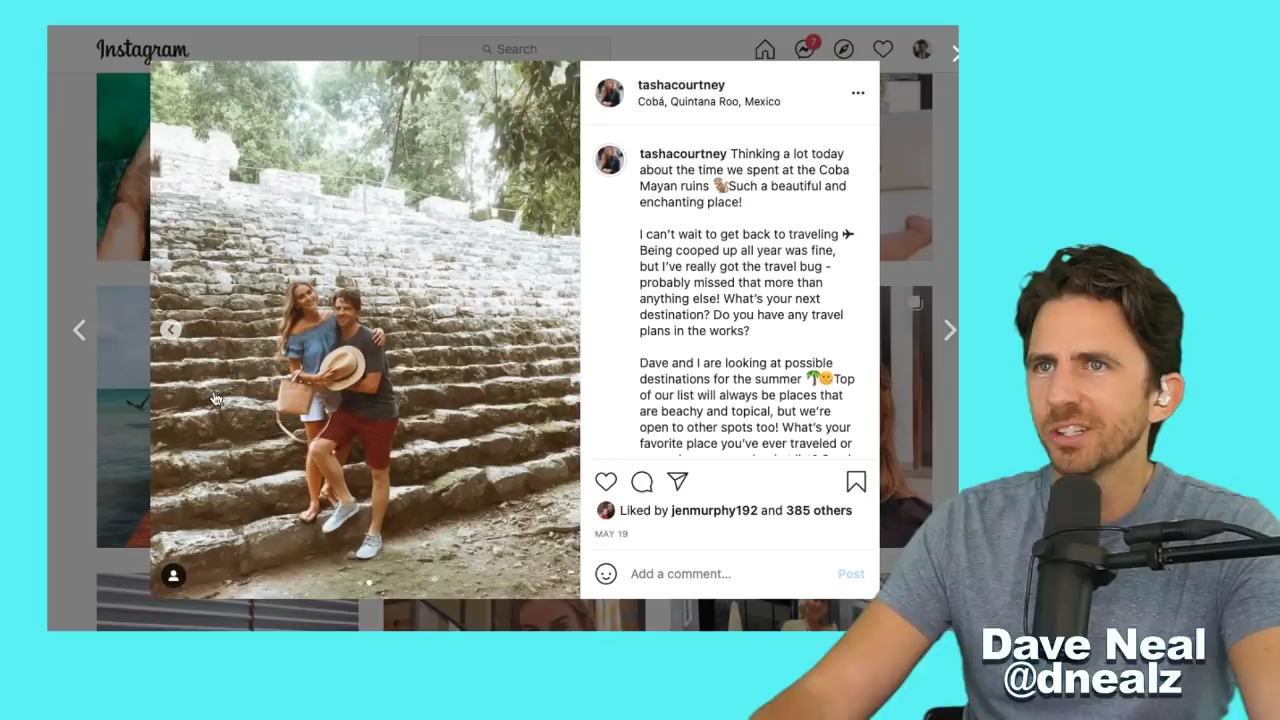 Instagram
Search
7
tashacourtney
Cobá, Quintana Roo, Mexico
tashacourtney Thinking a lot today
about the time we spent at the Coba
Mayan ruins 🐿️Such a beautiful and
enchanting place!
I can't wait to get back to traveling ✈
Being cooped up all year was fine,
but I've really got the travel bug -
probably missed that more than
anything else! What's your next
destination? Do you have any travel
plans in the works?
Dave and I are looking at possible
destinations for the summer 🌴🌞Top
of our list will always be places that
are beachy and topical, but we're
open to other spots too! What's your
favorite place you've ever traveled or
Liked by jenmurphy192 and 385 others
MAY 19
Add a comment...
Post
Dave Neal
@dnealz